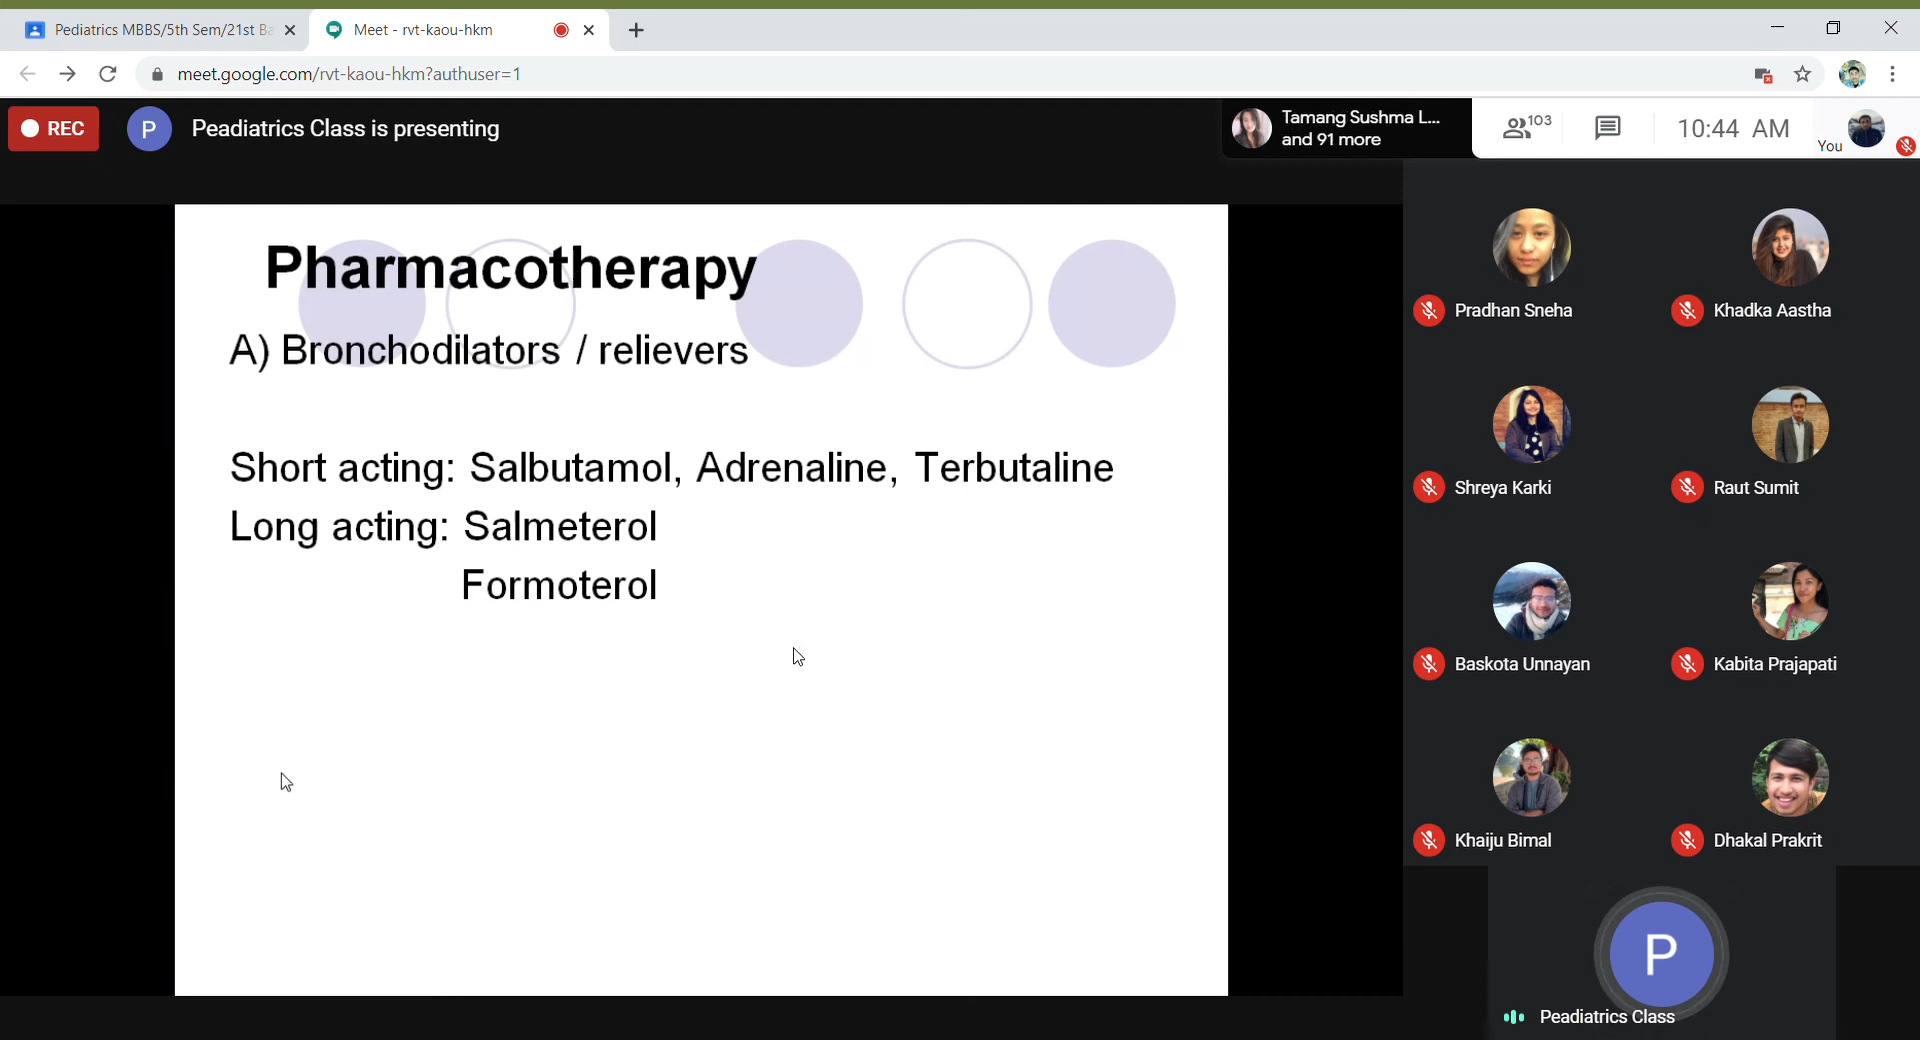 Pediatrics MBBS/5th Sem/21st Ba
Meet - rvt-kaou-hkm
meet.google.com/rvt-kaou-hkm?authuser=1
REC
P
Peadiatrics Class is presenting
Tamang Sushma L...
and 91 more
103
10:44 AM
You
Pharmacotherapy
A) Bronchodilators / relievers
Short acting: Salbutamol, Adrenaline, Terbutaline
Long acting: Salmeterol
Formoterol
Pradhan Sneha
Khadka Aastha
Shreya Karki
Raut Sumit
Baskota Unnayan
Kabita Prajapati
Khaiju Bimal
Dhakal Prakrit
P
Peadiatrics Class